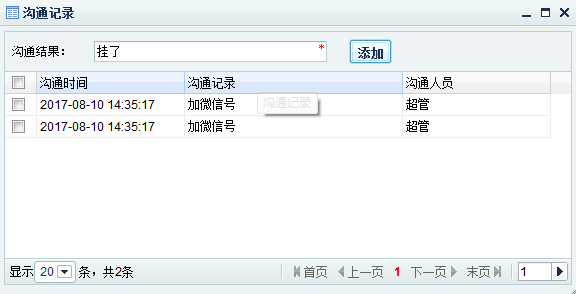 沟通记录
沟通结果： 挂了 * 添加
沟通时间 沟通记录 沟通人员
沟通记录
2017-08-10 14:35:17 加微信号 超管
2017-08-10 14:35:17 加微信号 超管
显示 20 条，共2条 首页 上一页 1 下一页 末页 1